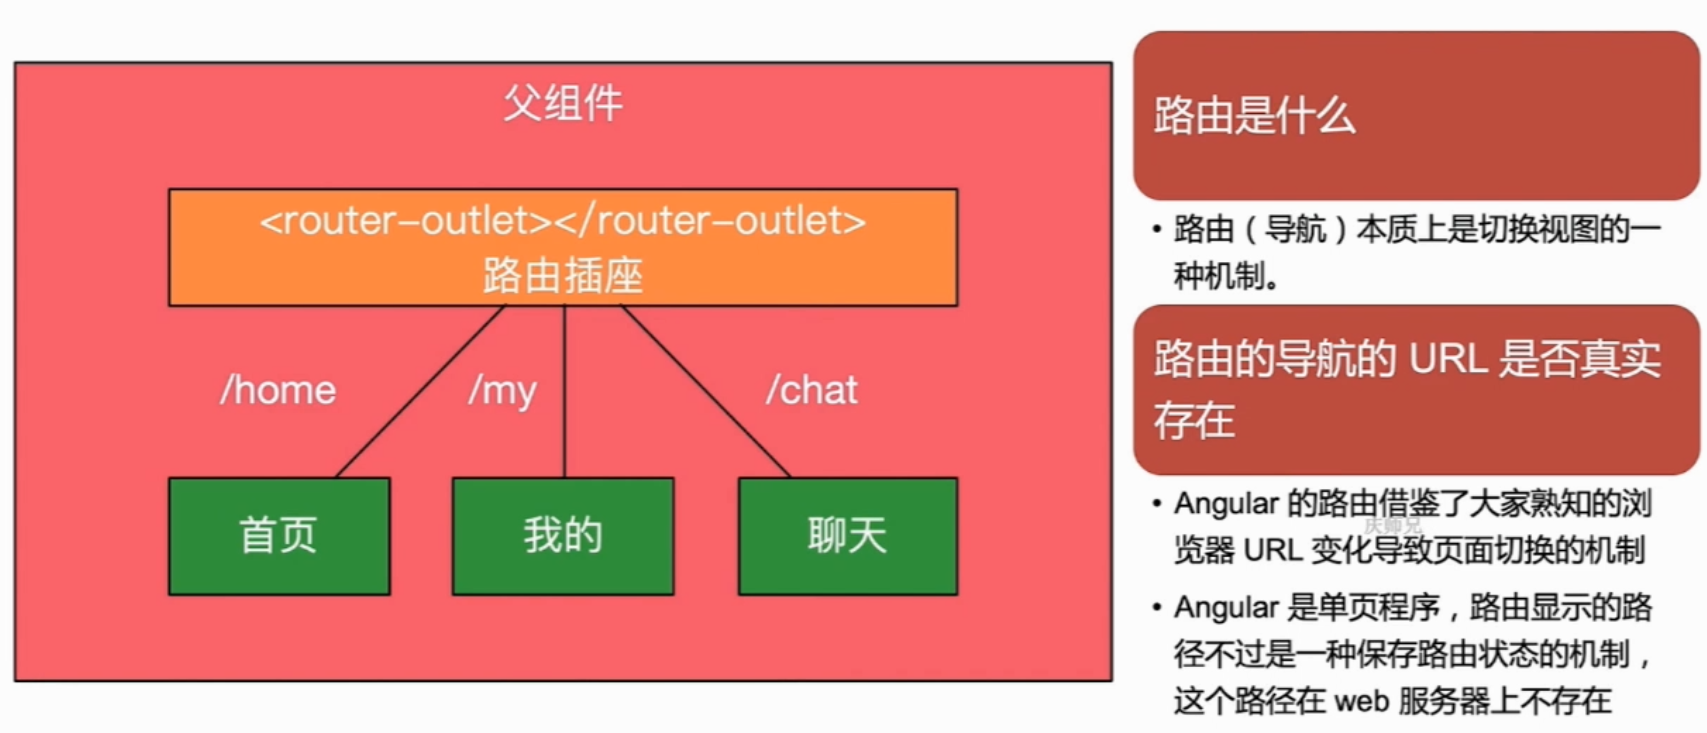 父组件
<router-outlet></router-outlet>
路由插座
/home
/my
/chat
首页
我的
聊天
路由是什么
• 路由（导航）本质上是切换视图的一
种机制。
路由的导航的 URL 是否真实
存在
• Angular 的路由借鉴了大家熟知的浏
览器 URL 变化导致页面切换的机制
庆师兄
• Angular 是单页程序，路由显示的路
径不过是一种保存路由状态的机制，
这个路径在 web 服务器上不存在